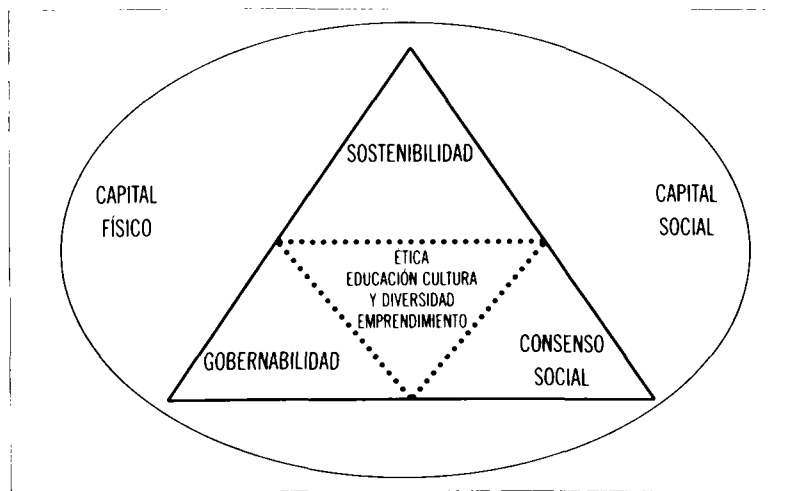 SOSTENIBILIDAD
CAPITAL
FÍSICO
CAPITAL
SOCIAL
ÉTICA
EDUCACIÓN CULTURA
Y DIVERSIDAD
EMPRENDIMIENTO
GOBERNABILIDAD
CONSENSO
SOCIAL